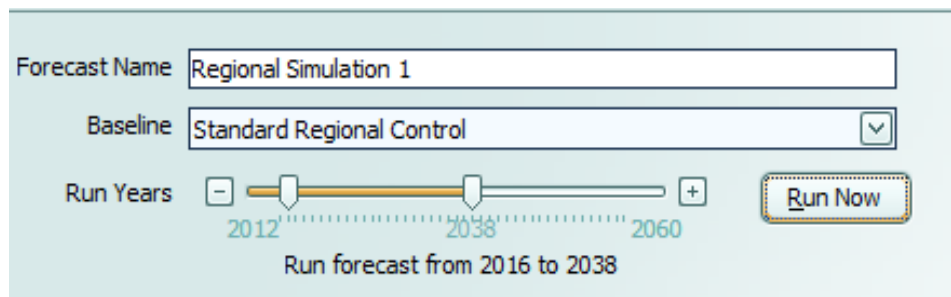 Forecast Name Regional Simulation 1
Baseline Standard Regional Control
Run Years - + Run Now
2012 2038 2060
Run forecast from 2016 to 2038